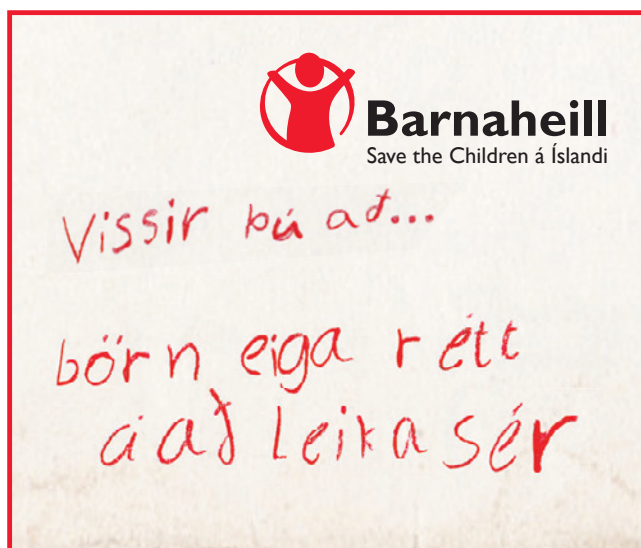 Barnaheill
Save the Children á Íslandi
Vissir þú að...
börn eiga rétt
á að leika sér